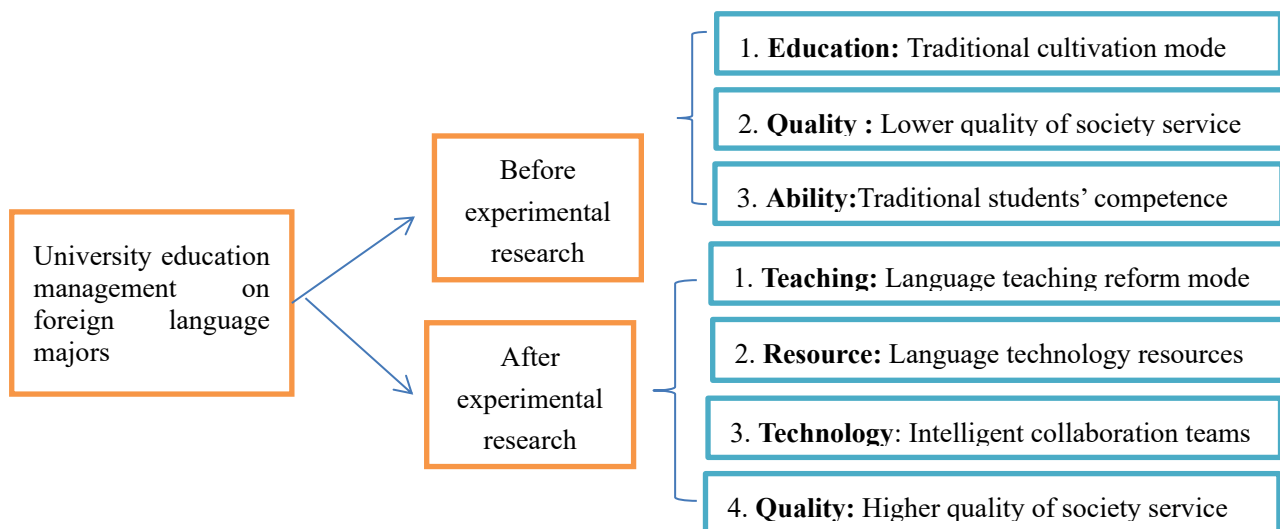 University education
management on
foreign language
majors
Before
experimental
research
1. Education: Traditional cultivation mode
2. Quality : Lower quality of society service
3. Ability:Traditional students’ competence
After
experimental
research
1. Teaching: Language teaching reform mode
2. Resource: Language technology resources
3. Technology: Intelligent collaboration teams
4. Quality: Higher quality of society service